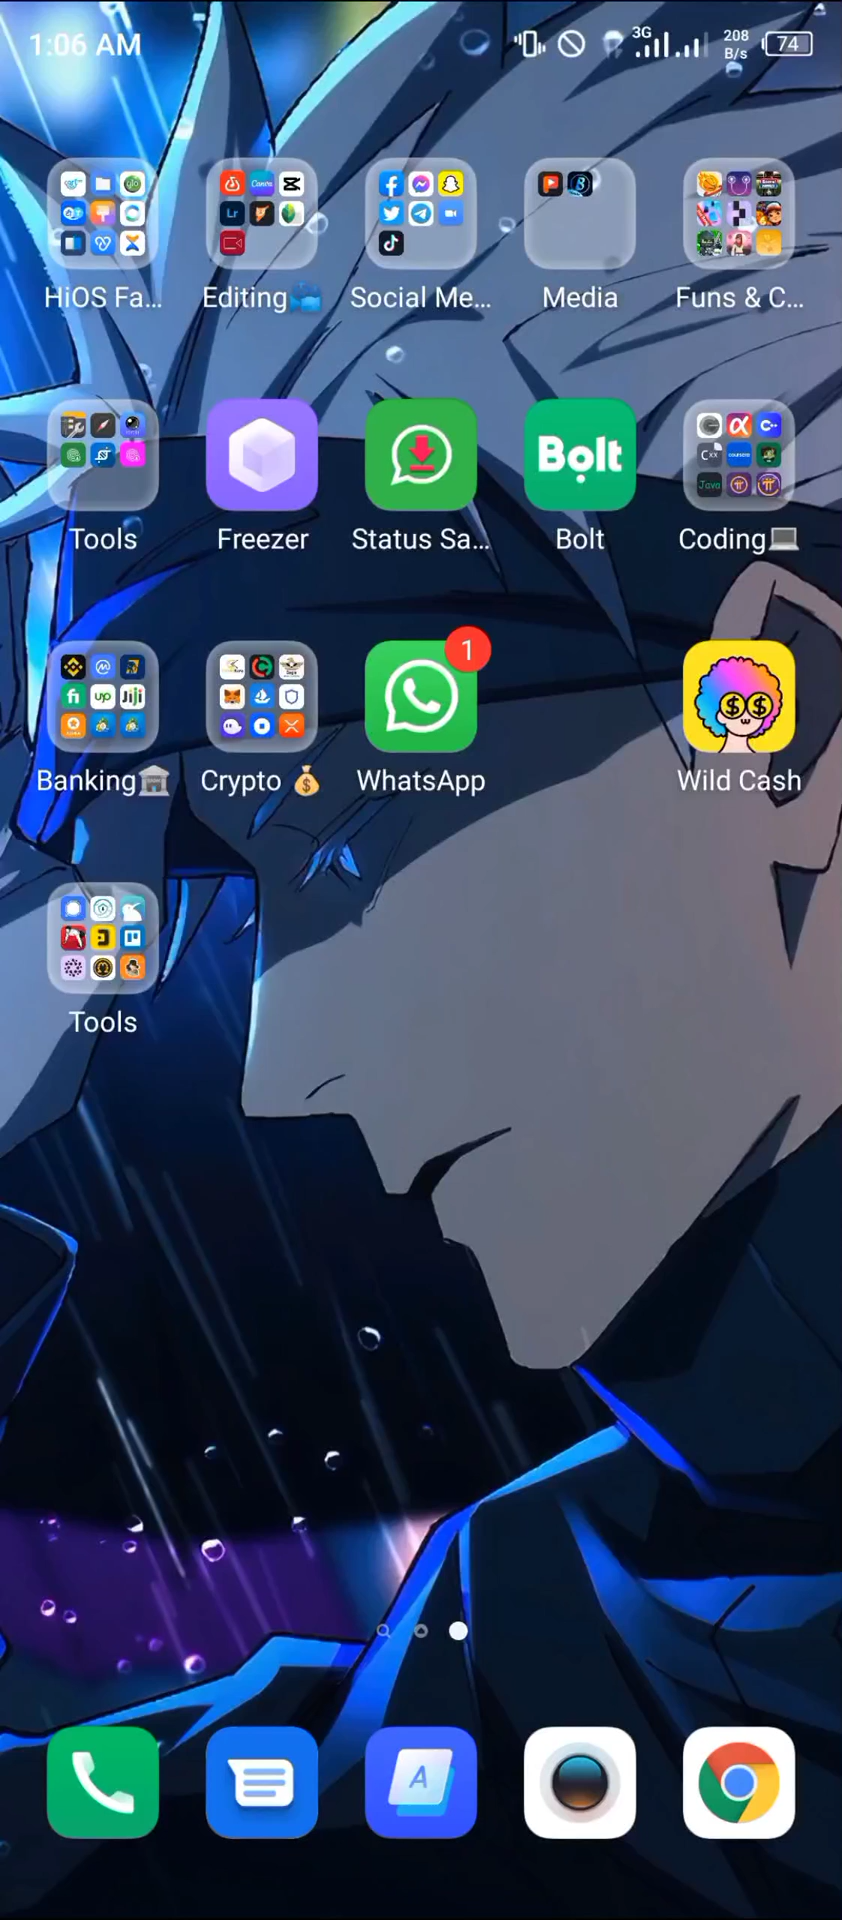 1:06 AM 3G 208 B/s 74
HiOS Fa... Editing Social Me... Media Funs & C...
Bolt
Tools Freezer Status Sa... Bolt Coding💻
1
Banking🏛️ Crypto 💰 WhatsApp Wild Cash
Tools
A